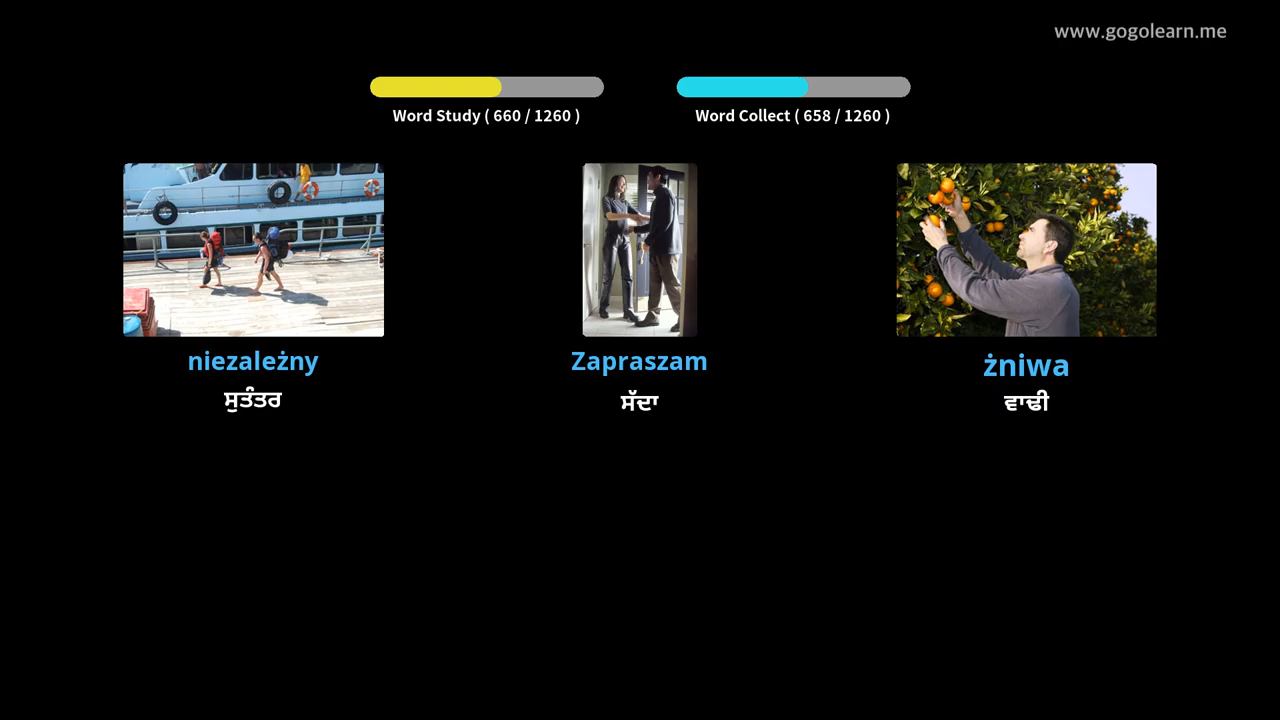 www.gogolearn.me
Word Study ( 660 / 1260 )
Word Collect ( 658 / 1260 )
niezależny
ਸੁਤੰਤਰ
Zapraszam
ਸੱਦਾ
żniwa
ਵਾਢੀ